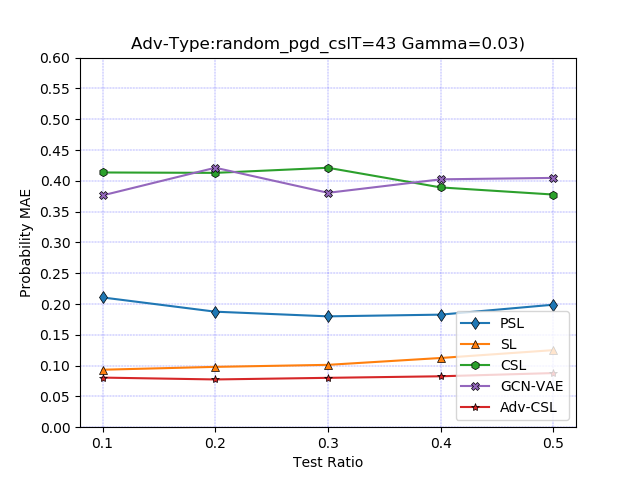 Adv-Type:random_pgd_cslT=43 Gamma=0.03)
0.60
0.55
0.50
0.45
0.40
0.35
0.30
0.25
0.20
0.15
0.10
0.05
0.00
Probability MAE
PSL
SL
CSL
GCN-VAE
Adv-CSL
0.1 0.2 0.3 0.4 0.5
Test Ratio